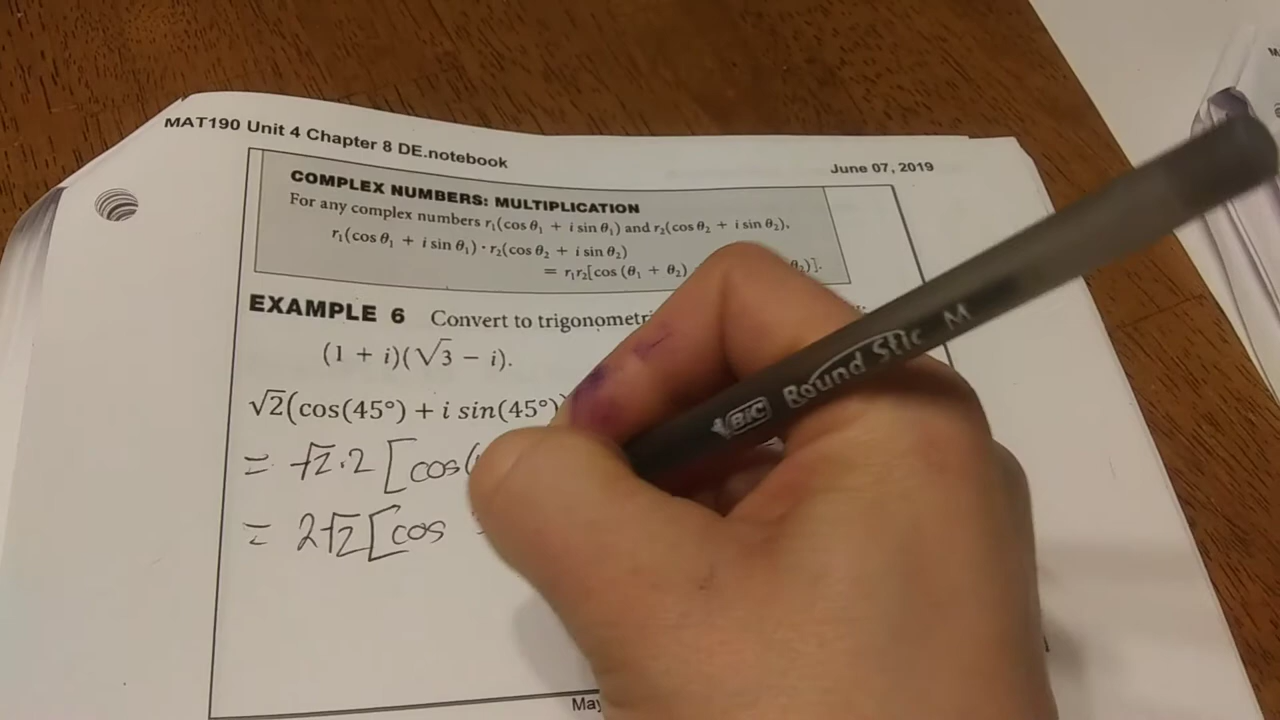 MAT190 Unit 4 Chapter 8 DE.notebook
June 07, 2019
COMPLEX NUMBERS: MULTIPLICATION
For any complex numbers r₁(cos θ₁ + i sin θ₁) and r₂(cos θ₂ + i sin θ₂),
r₁(cos θ₁ + i sin θ₁) · r₂(cos θ₂ + i sin θ₂)
= r₁r₂[cos (θ₁ + θ₂) θ₂)].
EXAMPLE 6 Convert to
(1 + i)(√3 − i).
√2(cos(45°) + i sin(45°)
= √2·2 [cos(
= 2√2 [cos
BIC Round Stic M